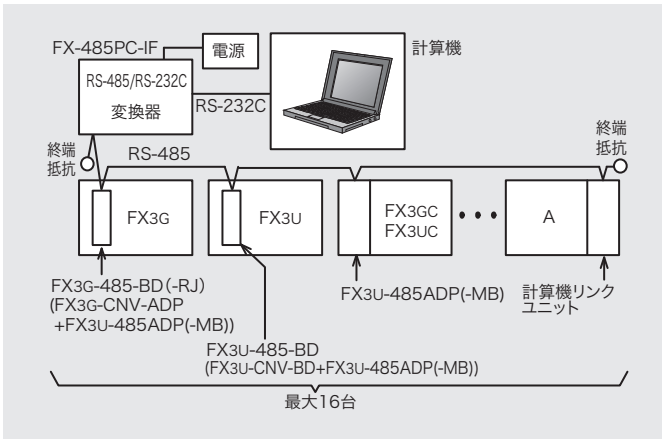 FX-485PC-IF
電源
計算機
RS-485/RS-232C
変換器
RS-232C
終端
抵抗
RS-485
終端
抵抗
FX3G
FX3U
FX3GC
FX3UC
•••
A
FX3G-485-BD(-RJ)
(FX3G-CNV-ADP
+FX3U-485ADP(-MB))
FX3U-485ADP(-MB)
計算機リンク
ユニット
FX3U-485-BD
(FX3U-CNV-BD+FX3U-485ADP(-MB))
最大16台